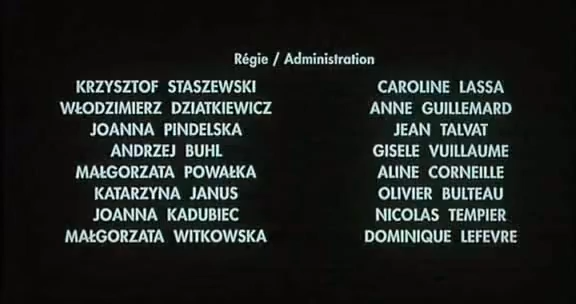 Régie / Administration
KRZYSZTOF STASZEWSKI CAROLINE LASSA
WŁODZIMIERZ DZIATKIEWICZ ANNE GUILLEMARD
JOANNA PINDELSKA JEAN TALVAT
ANDRZEJ BUHL GISELE VUILLAUME
MAŁGORZATA POWAŁKA ALINE CORNEILLE
KATARZYNA JANUS OLIVIER BULTEAU
JOANNA KADUBIEC NICOLAS TEMPIER
MAŁGORZATA WITKOWSKA DOMINIQUE LEFEVRE